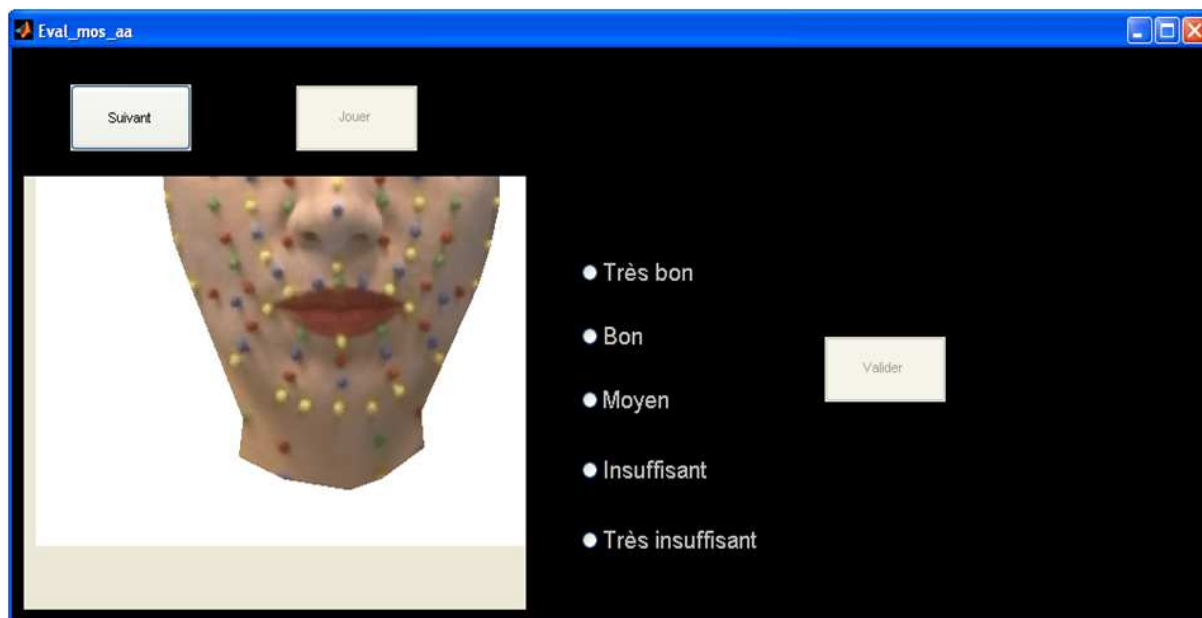 Eval_mos_aa
Suivant
Jouer
Très bon
Bon
Moyen
Valider
Insuffisant
Très insuffisant